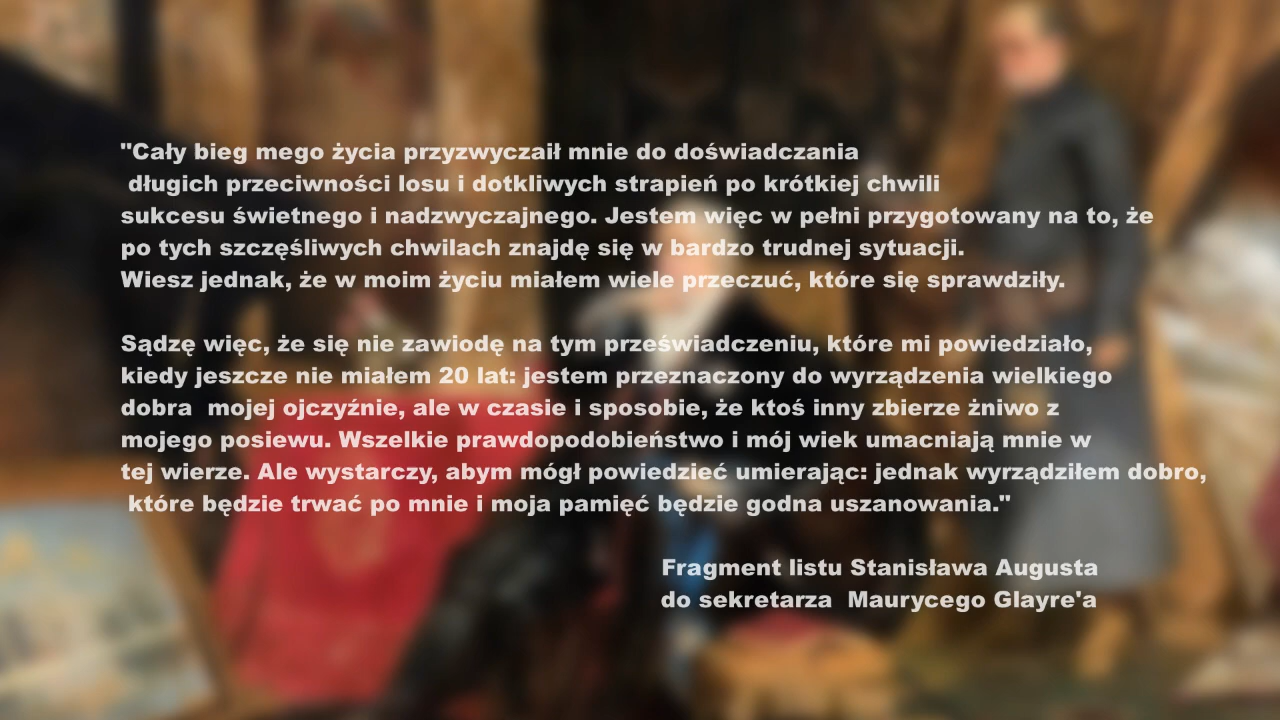 "Cały bieg mego życia przyzwyczaił mnie do doświadczania
długich przeciwności losu i dotkliwych strapień po krótkiej chwili
sukcesu świetnego i nadzwyczajnego. Jestem więc w pełni przygotowany na to, że
po tych szczęśliwych chwilach znajdę się w bardzo trudnej sytuacji.
Wiesz jednak, że w moim życiu miałem wiele przeczuć, które się sprawdziły.
Sądzę więc, że się nie zawiodę na tym przeświadczeniu, które mi powiedziało,
kiedy jeszcze nie miałem 20 lat: jestem przeznaczony do wyrządzenia wielkiego
dobra  mojej ojczyźnie, ale w czasie i sposobie, że ktoś inny zbierze żniwo z
mojego posiewu. Wszelkie prawdopodobieństwo i mój wiek umacniają mnie w
tej wierze. Ale wystarczy, abym mógł powiedzieć umierając: jednak wyrządziłem dobro,
które będzie trwać po mnie i moja pamięć będzie godna uszanowania."
Fragment listu Stanisława Augusta
do sekretarza  Maurycego Glayre'a